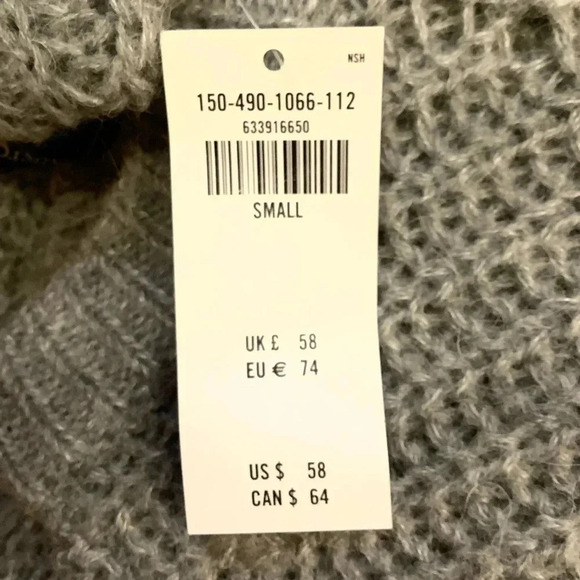 NSH
150-490-1066-112
633916650
SMALL
UK £ 58
EU € 74
US $ 58
CAN $ 64